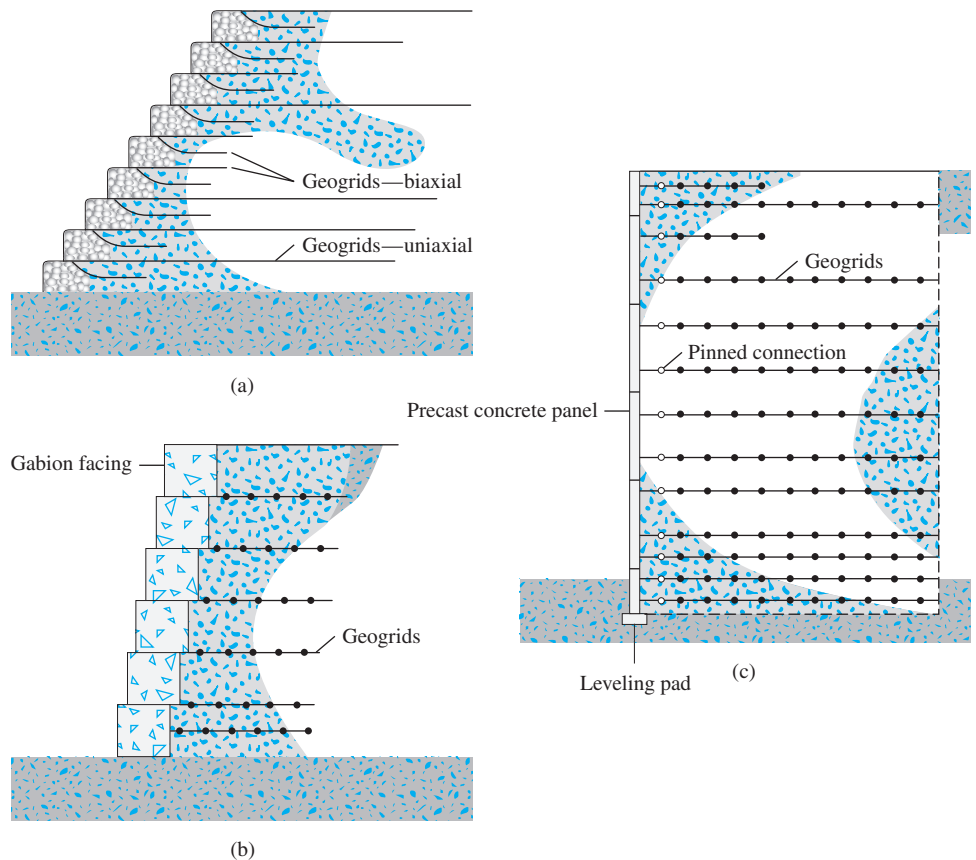 Geogrids—biaxial
Geogrids—uniaxial
(a)
Gabion facing
Geogrids
(b)
Geogrids
Pinned connection
Precast concrete panel
Leveling pad
(c)